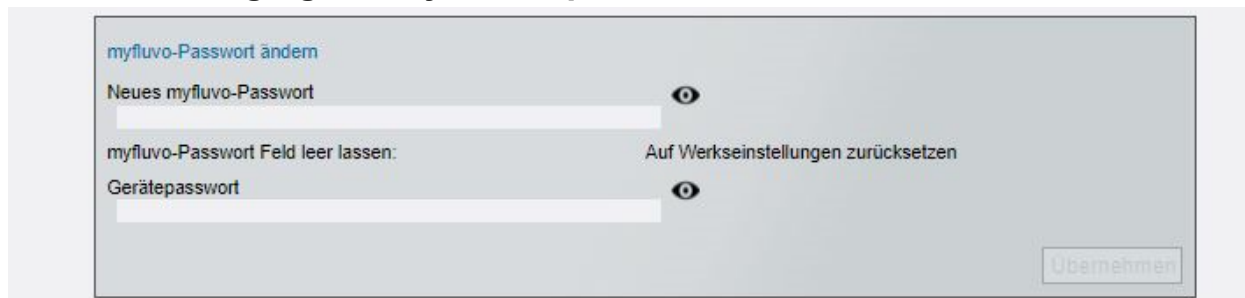 myfluvo-Passwort ändern
Neues myfluvo-Passwort
myfluvo-Passwort Feld leer lassen: Auf Werkseinstellungen zurücksetzen
Gerätepasswort
Übernehmen